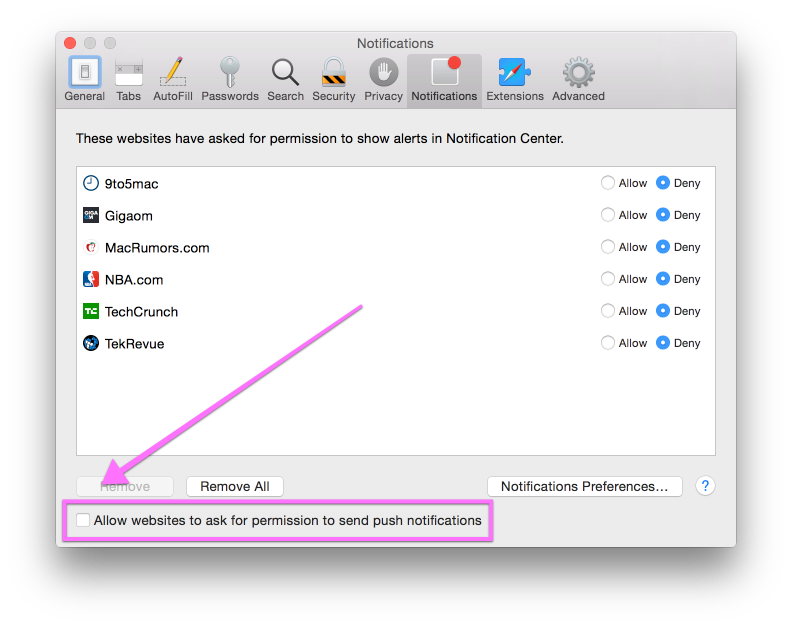 Notifications
General Tabs AutoFill Passwords Search Security Privacy Notifications Extensions Advanced
These websites have asked for permission to show alerts in Notification Center.
9to5mac Allow Deny
GIGA OM Gigaom Allow Deny
MacRumors.com Allow Deny
NBA.com Allow Deny
TC TechCrunch Allow Deny
TekRevue Allow Deny
Remove Remove All Notifications Preferences... ?
Allow websites to ask for permission to send push notifications